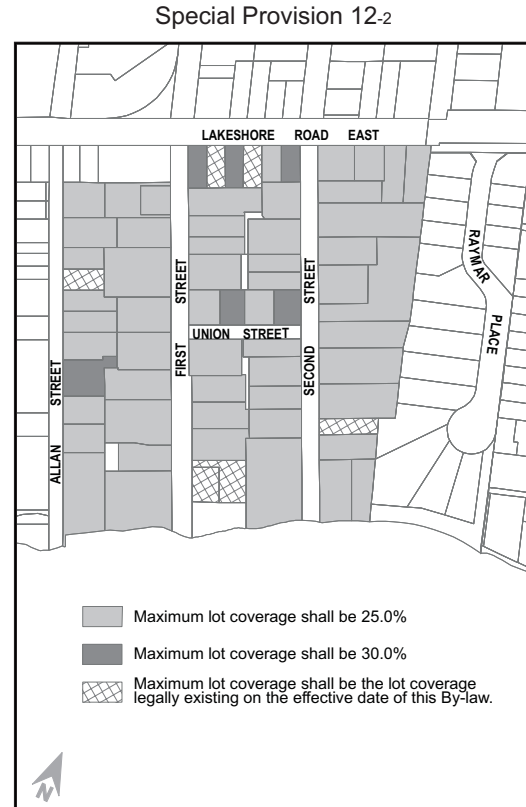 Special Provision 12-2
LAKESHORE ROAD EAST
RAYMAR PLACE
FIRST STREET
SECOND STREET
UNION STREET
ALLAN STREET
Maximum lot coverage shall be 25.0%
Maximum lot coverage shall be 30.0%
Maximum lot coverage shall be the lot coverage
legally existing on the effective date of this By-law.
N